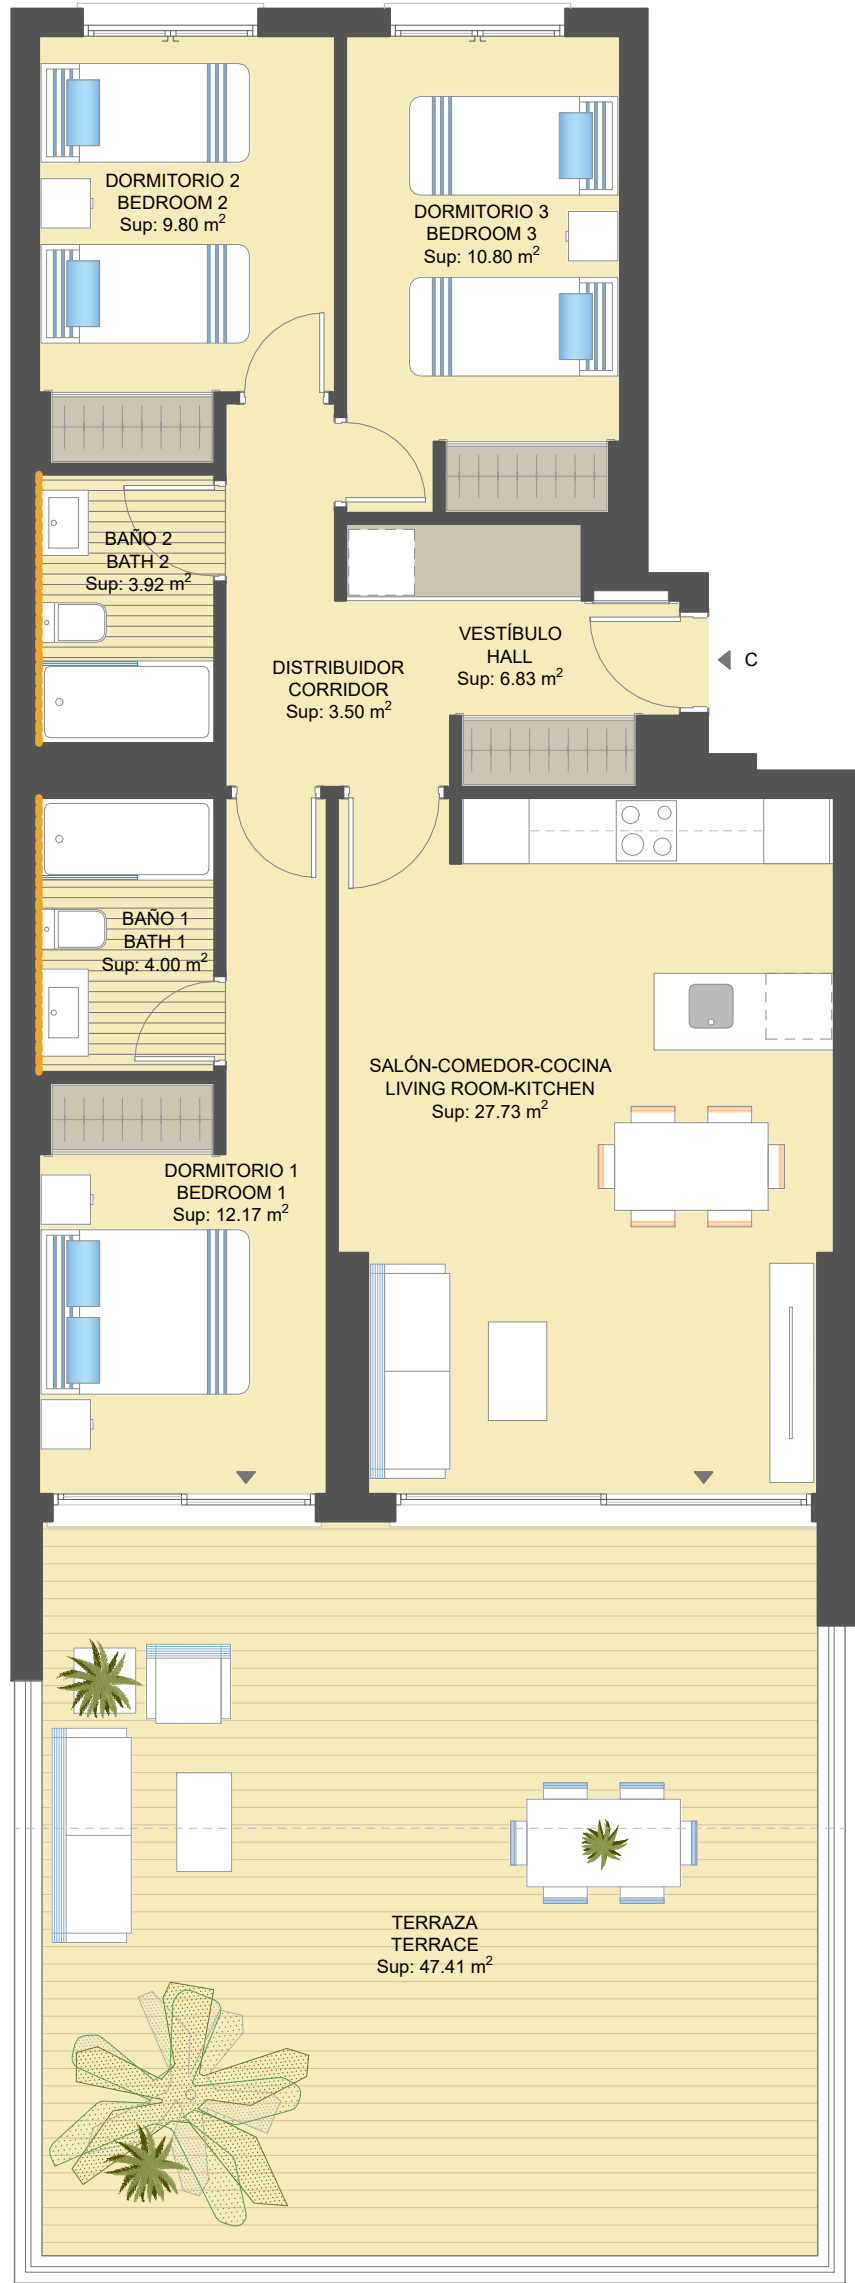 DORMITORIO 2
BEDROOM 2
Sup: 9.80 m²
DORMITORIO 3
BEDROOM 3
Sup: 10.80 m²
BAÑO 2
BATH 2
Sup: 3.92 m²
VESTÍBULO
HALL
Sup: 6.83 m²
C
DISTRIBUIDOR
CORRIDOR
Sup: 3.50 m²
BAÑO 1
BATH 1
Sup: 4.00 m²
SALÓN-COMEDOR-COCINA
LIVING ROOM-KITCHEN
Sup: 27.73 m²
DORMITORIO 1
BEDROOM 1
Sup: 12.17 m²
TERRAZA
TERRACE
Sup: 47.41 m²